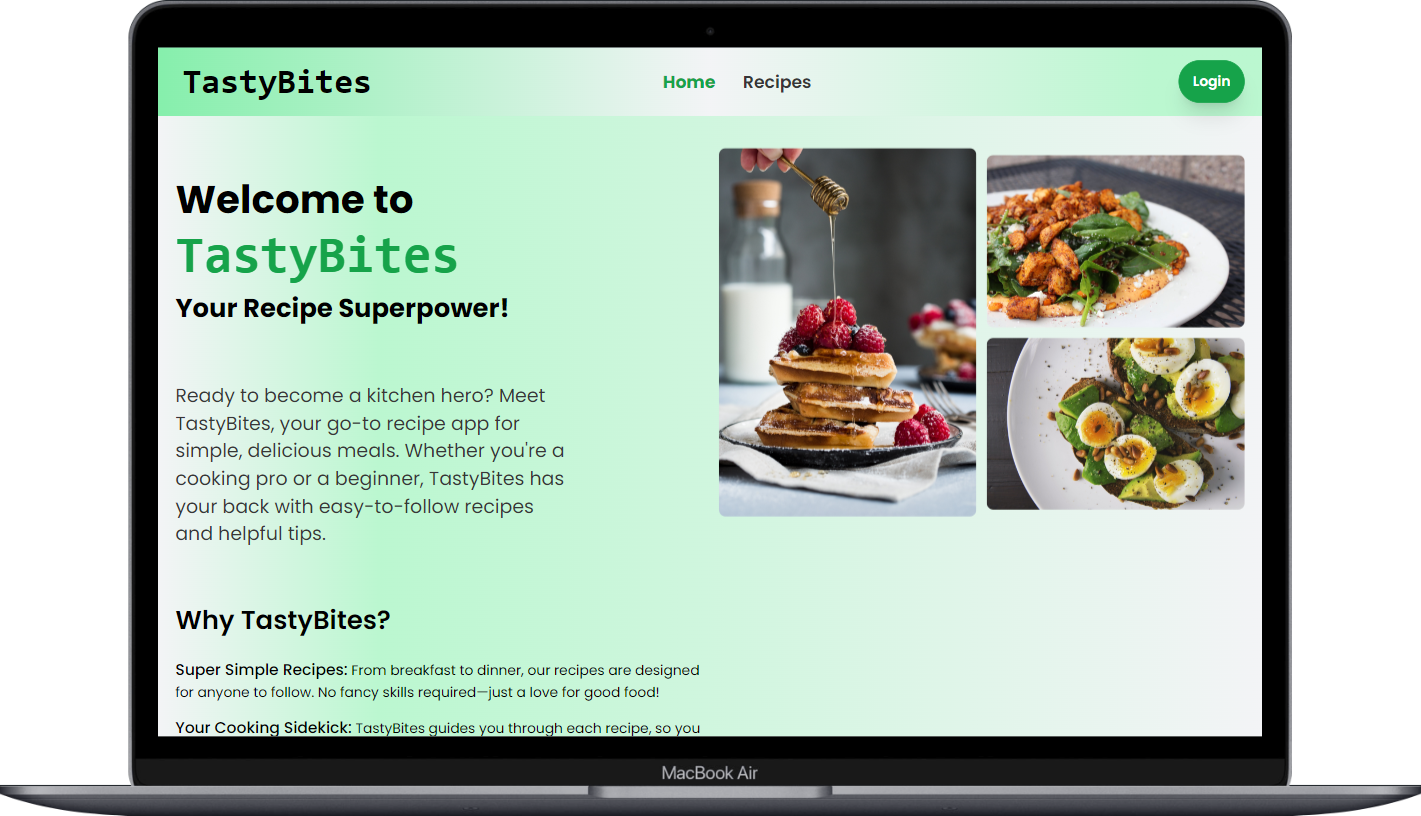 TastyBites
Home Recipes
Login
Welcome to
TastyBites
Your Recipe Superpower!
Ready to become a kitchen hero? Meet
TastyBites, your go-to recipe app for
simple, delicious meals. Whether you're a
cooking pro or a beginner, TastyBites has
your back with easy-to-follow recipes
and helpful tips.
Why TastyBites?
Super Simple Recipes: From breakfast to dinner, our recipes are designed
for anyone to follow. No fancy skills required—just a love for good food!
Your Cooking Sidekick: TastyBites guides you through each recipe, so you
MacBook Air